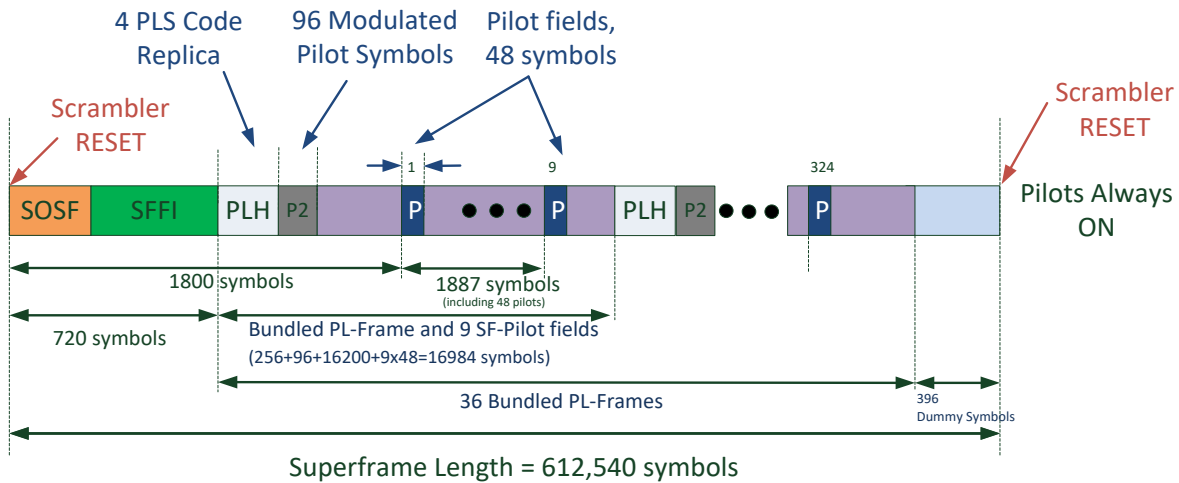 4 PLS Code
Replica
96 Modulated
Pilot Symbols
Pilot fields,
48 symbols
Scrambler
RESET
Scrambler
RESET
1
9
324
SOSF
SFFI
PLH
P2
P
P
PLH
P2
P
Pilots Always
ON
1800 symbols
1887 symbols
(including 48 pilots)
720 symbols
Bundled PL-Frame and 9 SF-Pilot fields
(256+96+16200+9x48=16984 symbols)
36 Bundled PL-Frames
396
Dummy Symbols
Superframe Length = 612,540 symbols